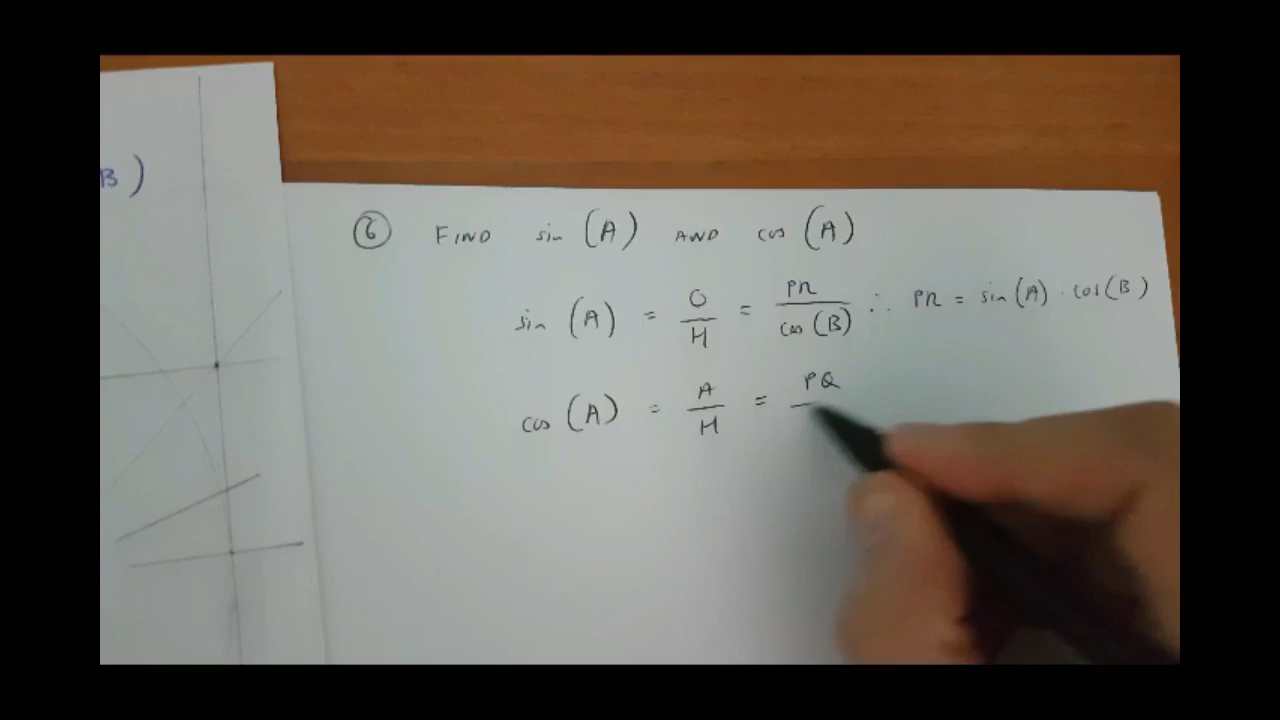 B)
⑥ FIND sin (A) AND cos (A)
sin (A) = O/H = PR/cos (B) ∴ PR = sin(A) · cos(B)
cos (A) = A/H = PQ